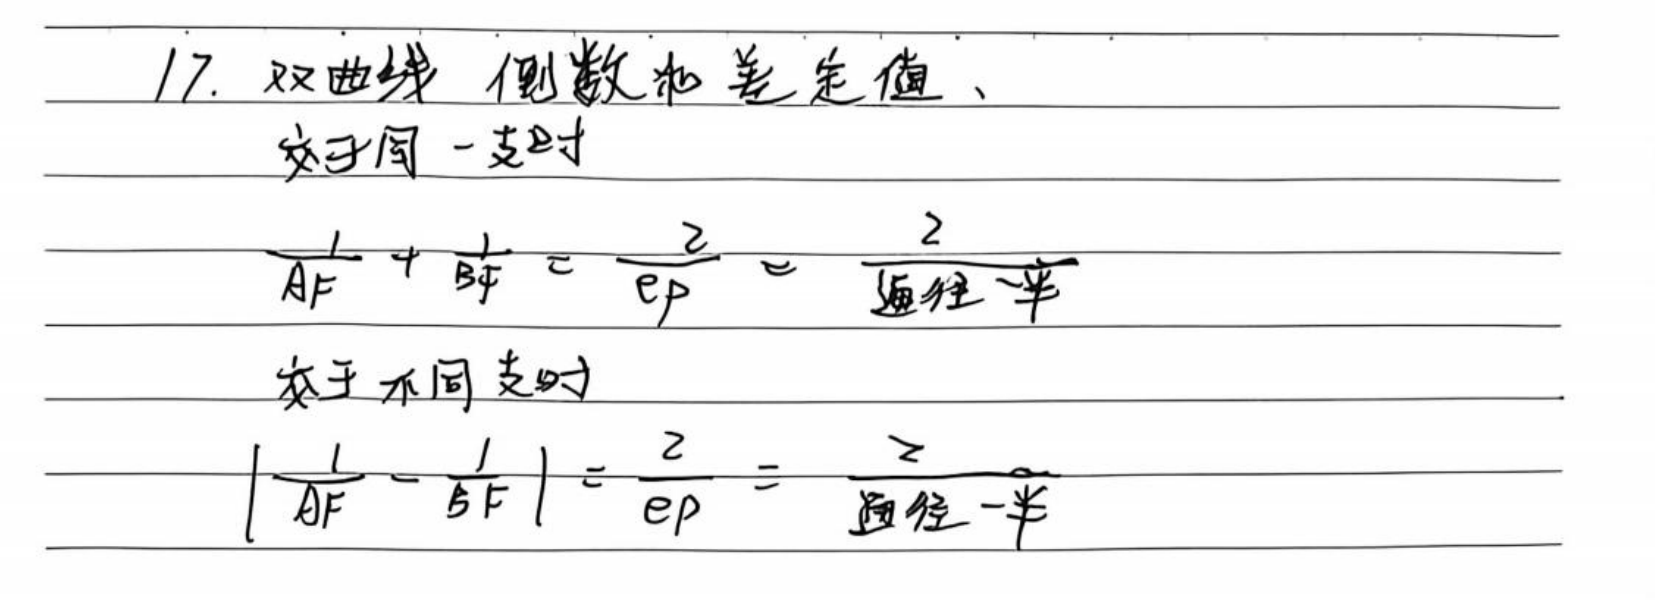 17. 双曲线 倒数和差定值、
交于同一支时
1/AF + 1/BF = 2/ep = 2/通径一半
交于不同支时
|1/AF - 1/BF| = 2/ep = 2/通径一半